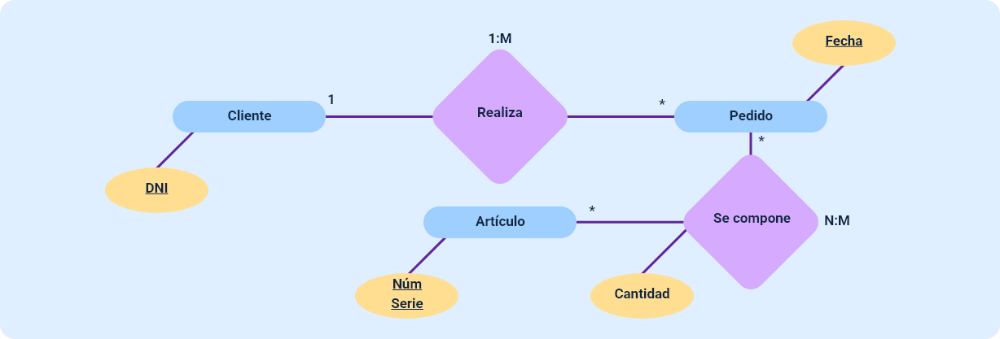 1:M
Fecha
1
*
Cliente
Realiza
Pedido
*
DNI
*
Artículo
Se compone
N:M
Núm
Serie
Cantidad